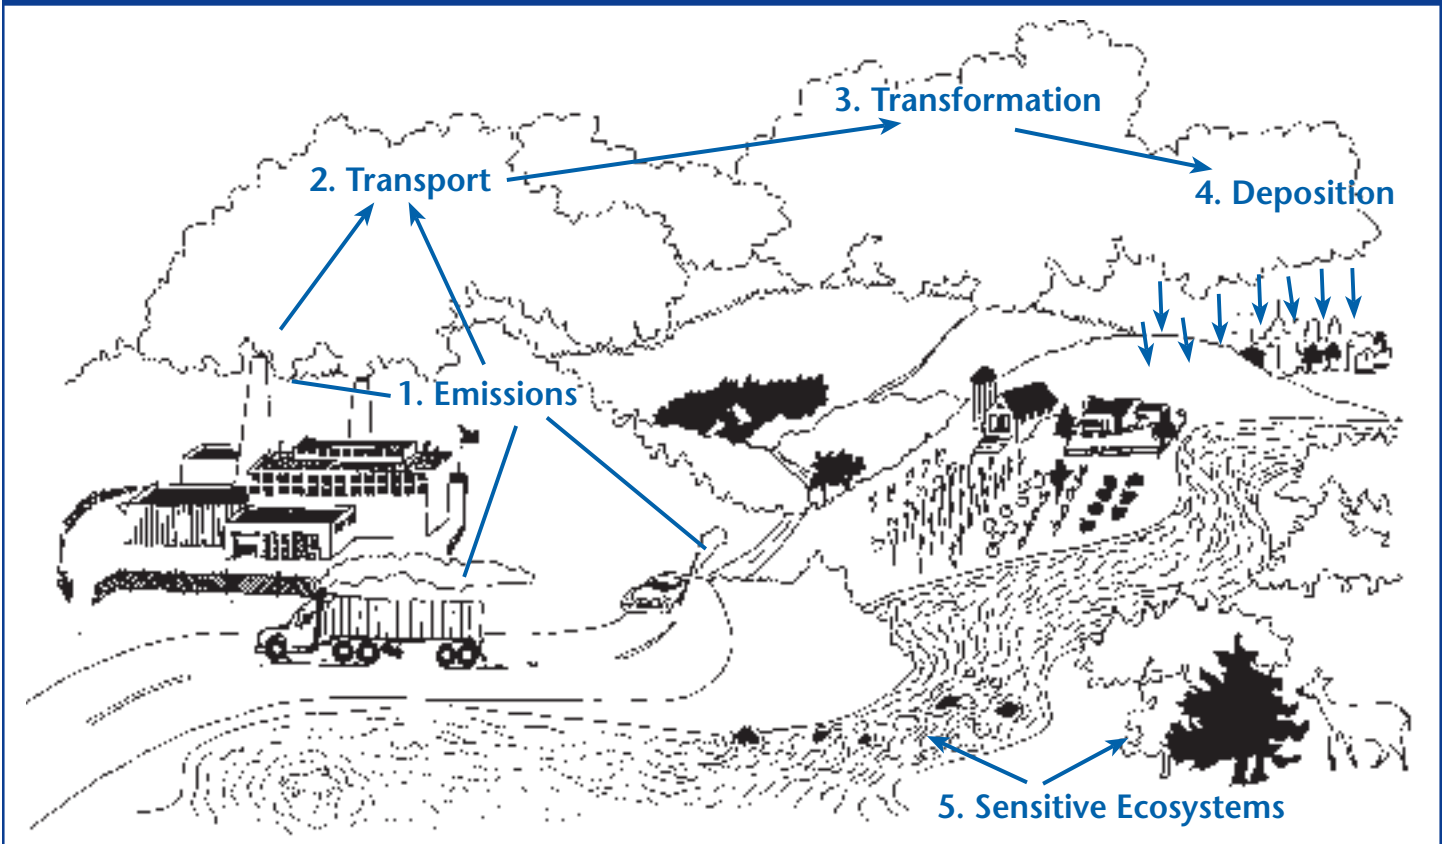 3. Transformation
2. Transport
4. Deposition
1. Emissions
5. Sensitive Ecosystems